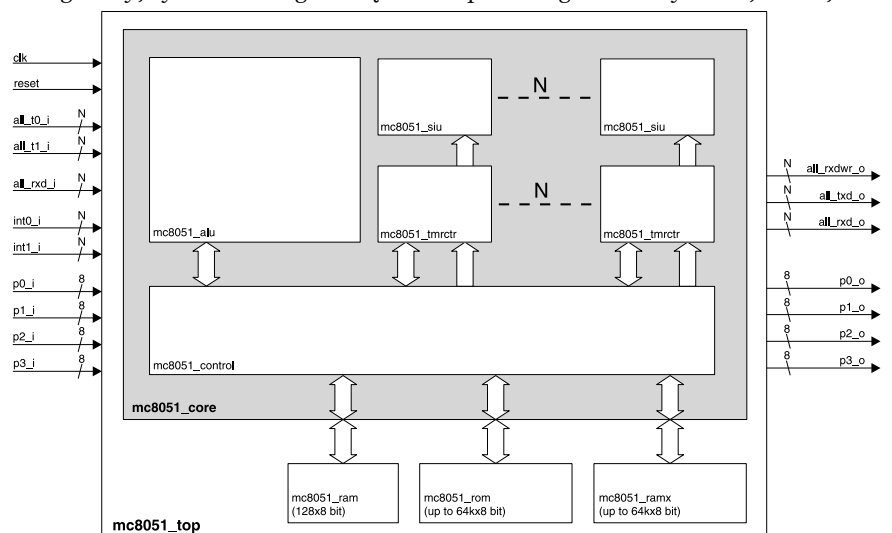 clk
reset
N
all_t0_i
N
all_t1_i
N
all_rxd_i
N
int0_i
N
int1_i
8
p0_i
8
p1_i
8
p2_i
8
p3_i
mc8051_alu
mc8051_siu
N
mc8051_siu
mc8051_tmrctr
N
mc8051_tmrctr
mc8051_control
mc8051_core
N
all_rxdwr_o
N
all_txd_o
N
all_rxd_o
8
p0_o
8
p1_o
8
p2_o
8
p3_o
mc8051_ram
(128x8 bit)
mc8051_rom
(up to 64kx8 bit)
mc8051_ramx
(up to 64kx8 bit)
mc8051_top